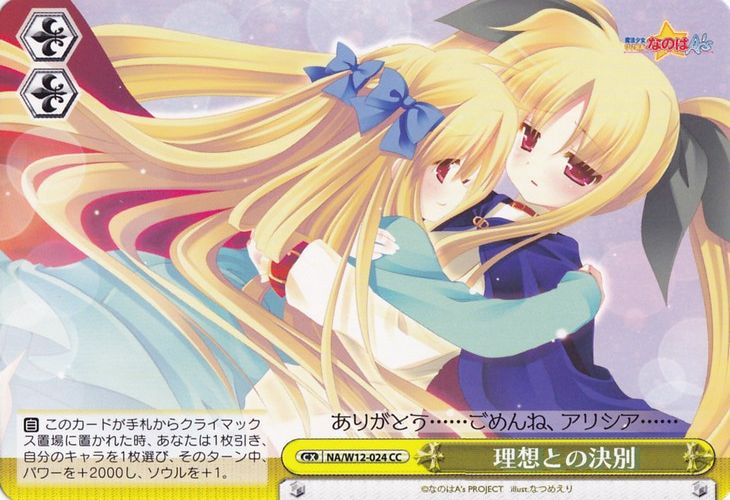 魔法少女
なのは A's
ありがとう……ごめんね、アリシア……
自 このカードが手札からクライマック
ス置場に置かれた時、あなたは1枚引き、
自分のキャラを1枚選び、そのターン中、
パワーを+2000し、ソウルを+1。
CX NA/W12-024 CC 理想との決別
©なのはA's PROJECT illust.なつめえり